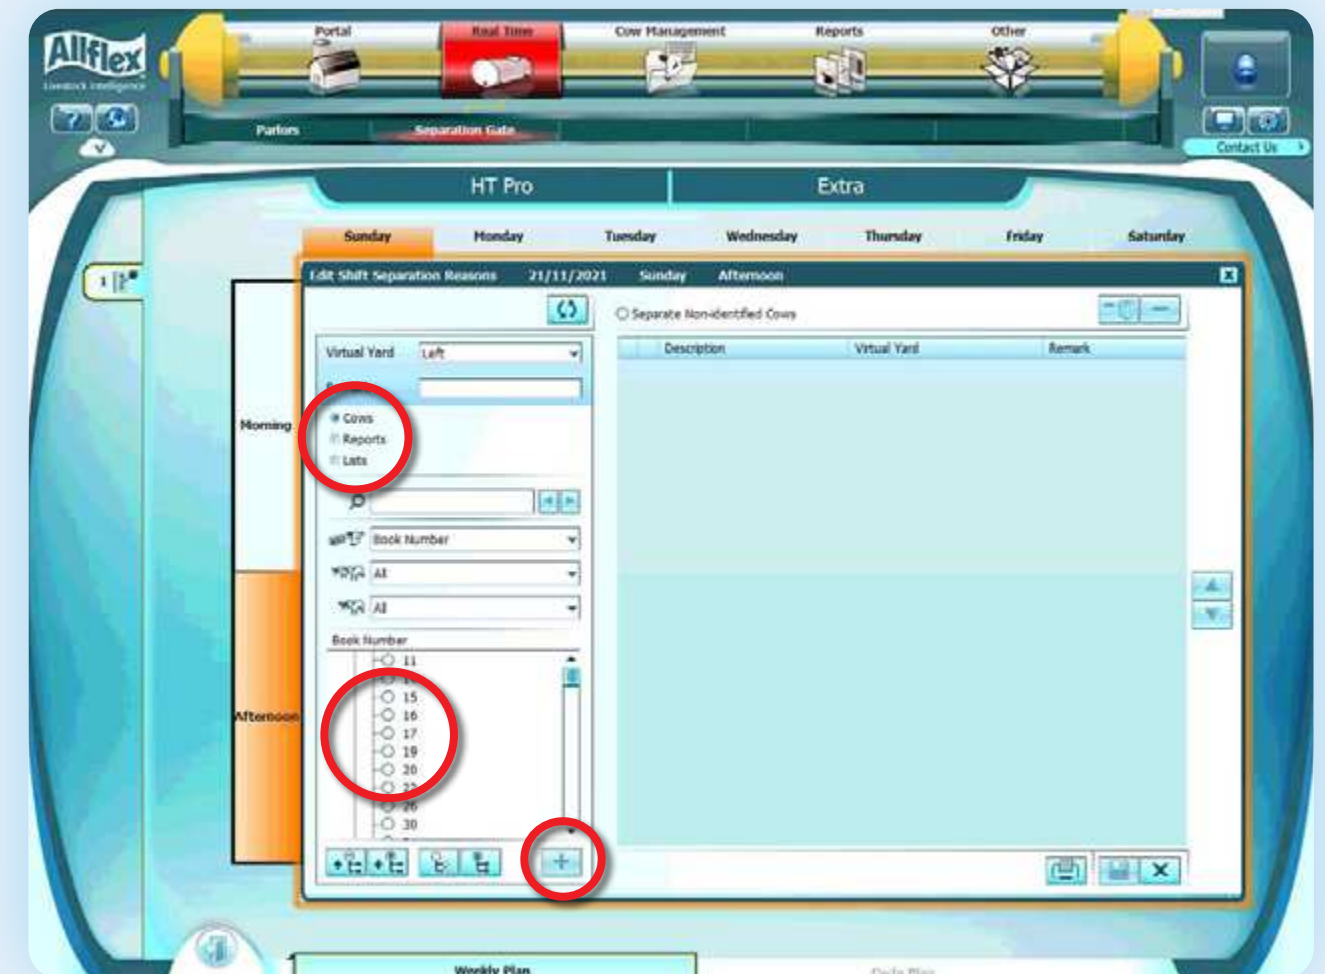 Portal Real Time Cow Management Reports Other
Allflex
Livestock Intelligence
?
Parlors Separation Gate
Contact Us
HT Pro Extra
Sunday Monday Tuesday Wednesday Thursday Friday Saturday
1
Edit Shift Separation Reasons 21/11/2021 Sunday Afternoon
Separate Non-identified Cows
Virtual Yard Left
Description Virtual Yard Remark
Morning
Cows
Reports
Lists
Book Number
All
All
Book Number
11
15
16
17
19
20
22
26
30
Afternoon
Weekly Plan